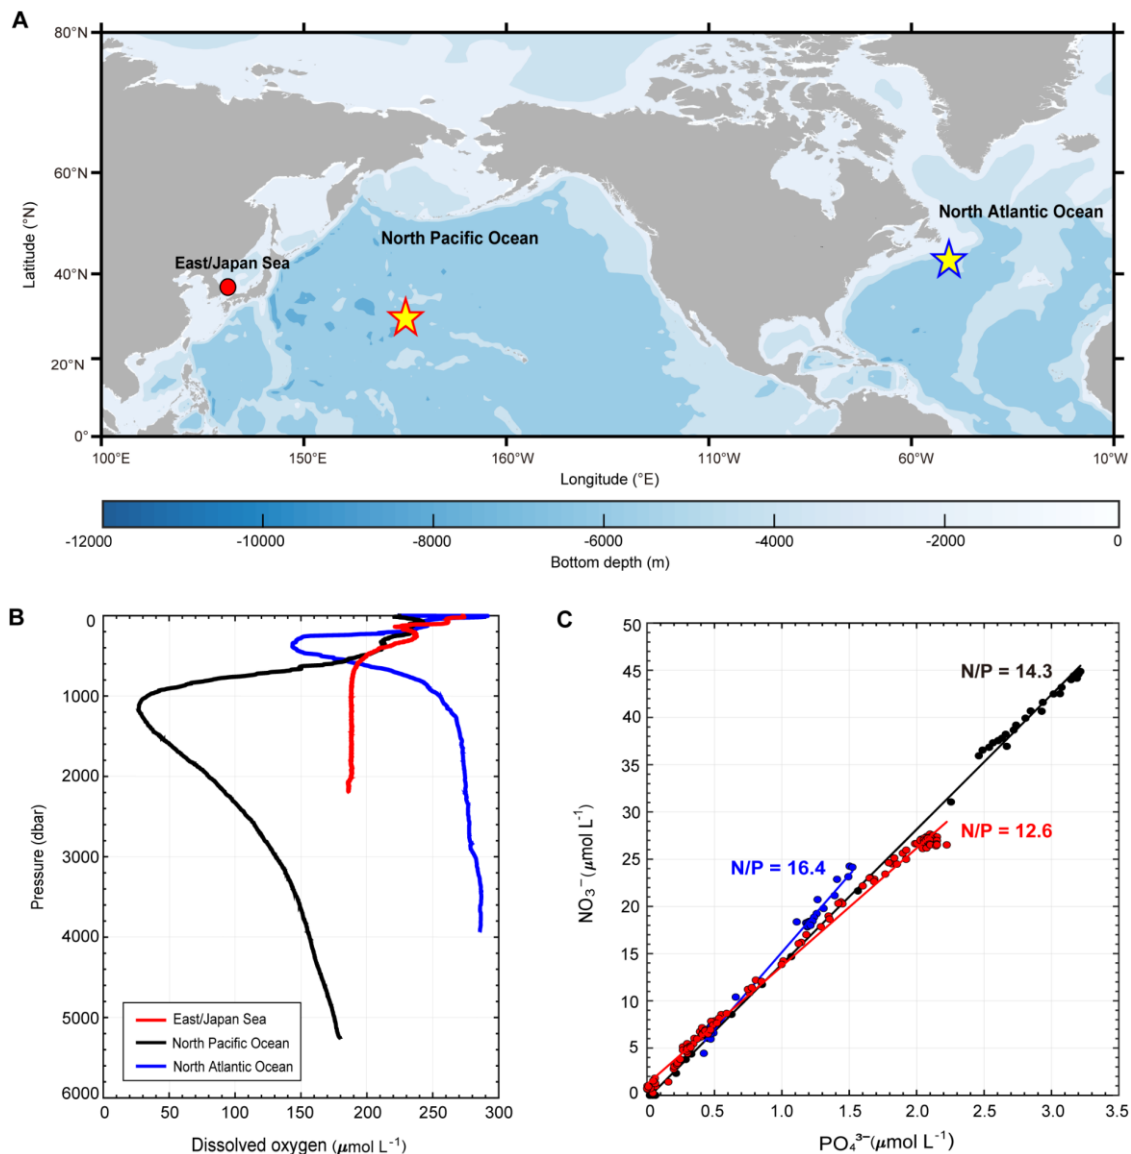 A
80°N
60°N
40°N
20°N
0°
Latitude (°N)
North Atlantic Ocean
North Pacific Ocean
East/Japan Sea
100°E 150°E 160°W 110°W 60°W 10°W
Longitude (°E)
-12000 -10000 -8000 -6000 -4000 -2000 0
Bottom depth (m)
B
0
1000
2000
3000
4000
5000
6000
Pressure (dbar)
East/Japan Sea
North Pacific Ocean
North Atlantic Ocean
0 50 100 150 200 250 300
Dissolved oxygen (μmol L⁻¹)
C
50
45
40
35
30
25
20
15
10
5
0
NO₃⁻ (μmol L⁻¹)
N/P = 14.3
N/P = 12.6
N/P = 16.4
0 0.5 1.0 1.5 2.0 2.5 3.0 3.5
PO₄³⁻ (μmol L⁻¹)